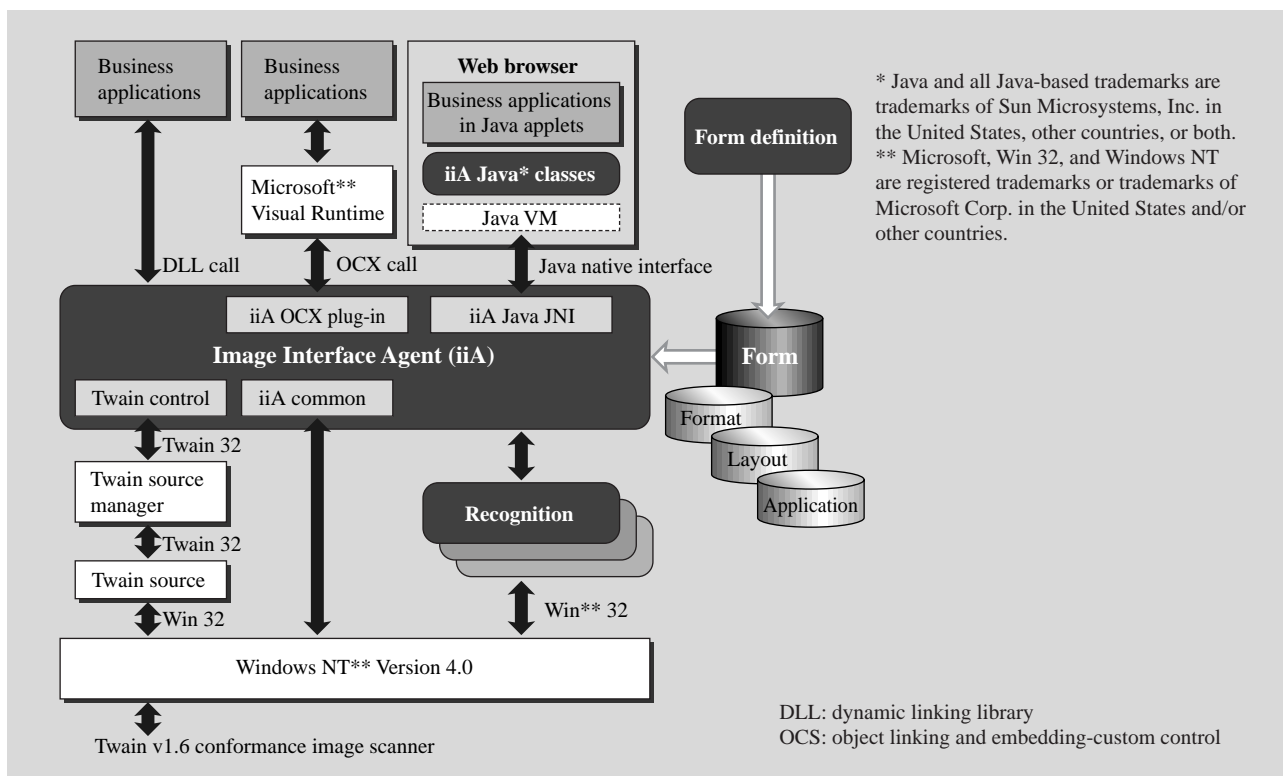 Business
applications
Business
applications
Web browser
Business applications
in Java applets
iiA Java* classes
Java VM
Microsoft**
Visual Runtime
DLL call
OCX call
Java native interface
Form definition
* Java and all Java-based trademarks are
trademarks of Sun Microsystems, Inc. in
the United States, other countries, or both.
** Microsoft, Win 32, and Windows NT
are registered trademarks or trademarks of
Microsoft Corp. in the United States and/or
other countries.
iiA OCX plug-in
iiA Java JNI
Image Interface Agent (iiA)
Twain control
iiA common
Form
Format
Layout
Application
Twain 32
Twain source
manager
Twain 32
Twain source
Win 32
Recognition
Win** 32
Windows NT** Version 4.0
Twain v1.6 conformance image scanner
DLL: dynamic linking library
OCS: object linking and embedding-custom control